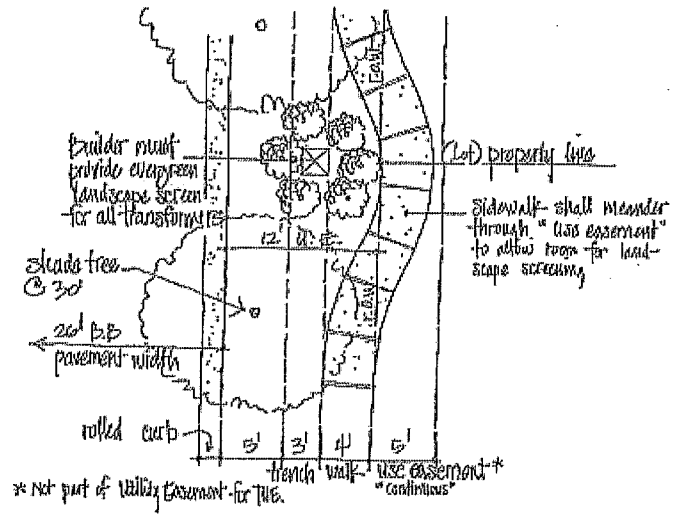 Builder must
provide evergreen
landscape screen
for all transformers
(Lot) property line
Sidewalk shall meander
through "use easement"
to allow room for land-
scape screening
12' U.E.
shade tree
@ 30'
26' B.B
pavement width
rolled curb
5' 3' 4' 5'
trench walk use easement*
"continuous"
* Not part of Utility Easement for TUE.